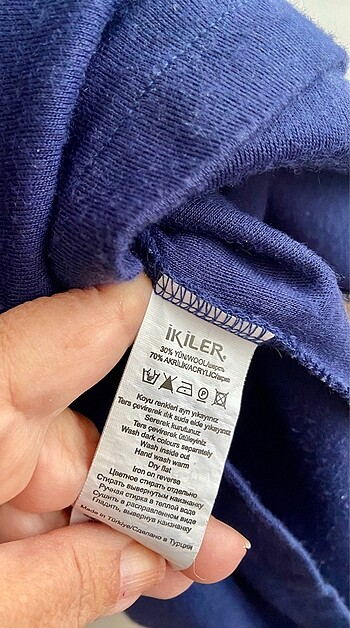 İKİLER.
30% YÜN/WOOL/шерсть
70% AKRİLİK/ACRYLIC/акрил
P
Koyu renkleri ayrı yıkayınız
Ters çevirerek ılık suda elde yıkayınız
Sererek kurutunuz
Ters çevirerek ütüleyiniz
Wash dark colours separately
Wash inside out
Hand wash warm
Dry flat
Iron on reverse
Цветное стирать отдельно
Стирать вывернутым наизнанку
Ручная стирка в теплой воде
Сушить в расправленном виде
Гладить, вывернув наизнанку
Made in Türkiye/Сделано в Турции